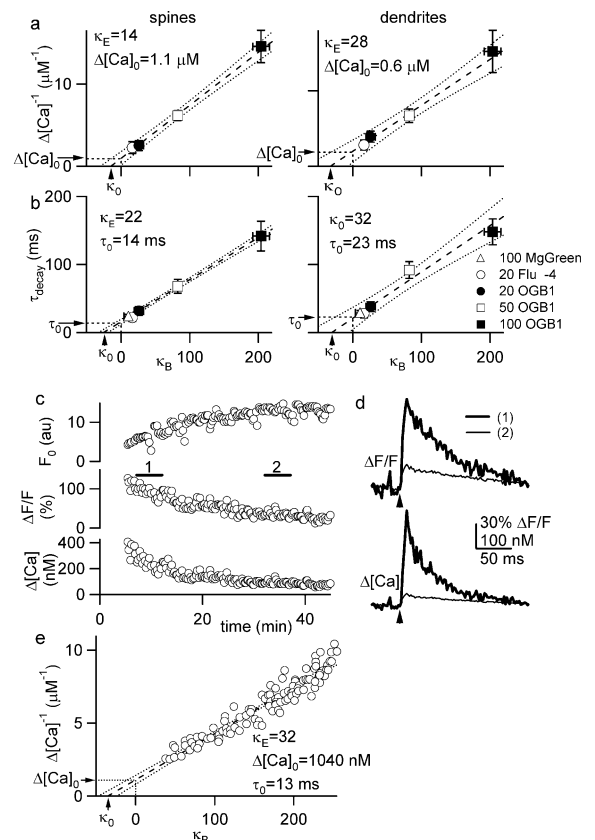 spines
dendrites
a
κE=14
Δ[Ca]0=1.1 μM
κE=28
Δ[Ca]0=0.6 μM
Δ[Ca]-1 (μM-1)
10
0
Δ[Ca]0
Δ[Ca]0
κ0
κ0
b
200
100
0
τdecay (ms)
κE=22
τ0=14 ms
κ0=32
τ0=23 ms
100 MgGreen
20 Flu -4
20 OGB1
50 OGB1
100 OGB1
τ0
τ0
κ0
0
κB
100
200
κ0
0
κB
100
200
c
F0 (au)
10
0
1
2
ΔF/F (%)
100
0
Δ[Ca] (nM)
400
200
0
0
20
40
time (min)
d
(1)
(2)
ΔF/F
30% ΔF/F
100 nM
50 ms
Δ[Ca]
e
Δ[Ca]-1 (μM-1)
10
5
0
Δ[Ca]0
κE=32
Δ[Ca]0=1040 nM
τ0=13 ms
κ0
0
100
200
κB